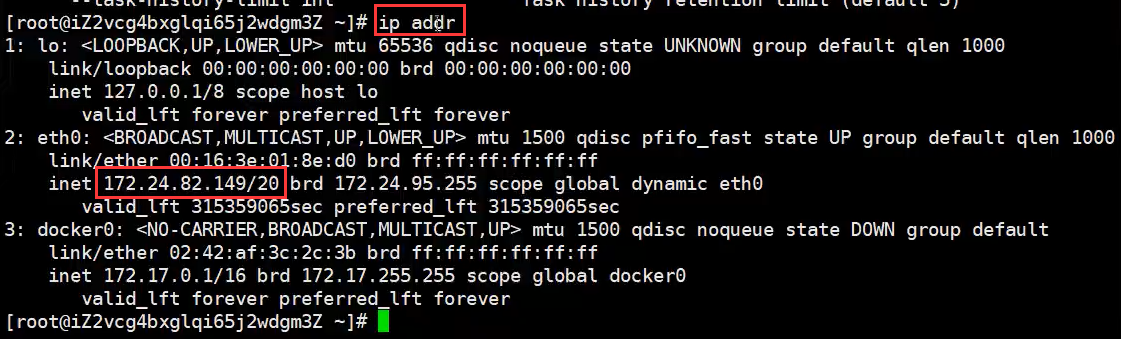 --task-history-limit int                Task history retention limit (default 5)
[root@iZ2vcg4bxglqi65j2wdgm3Z ~]# ip addr
1: lo: <LOOPBACK,UP,LOWER_UP> mtu 65536 qdisc noqueue state UNKNOWN group default qlen 1000
    link/loopback 00:00:00:00:00:00 brd 00:00:00:00:00:00
    inet 127.0.0.1/8 scope host lo
       valid_lft forever preferred_lft forever
2: eth0: <BROADCAST,MULTICAST,UP,LOWER_UP> mtu 1500 qdisc pfifo_fast state UP group default qlen 1000
    link/ether 00:16:3e:01:8e:d0 brd ff:ff:ff:ff:ff:ff
    inet 172.24.82.149/20 brd 172.24.95.255 scope global dynamic eth0
       valid_lft 315359065sec preferred_lft 315359065sec
3: docker0: <NO-CARRIER,BROADCAST,MULTICAST,UP> mtu 1500 qdisc noqueue state DOWN group default
    link/ether 02:42:af:3c:2c:3b brd ff:ff:ff:ff:ff:ff
    inet 172.17.0.1/16 brd 172.17.255.255 scope global docker0
       valid_lft forever preferred_lft forever
[root@iZ2vcg4bxglqi65j2wdgm3Z ~]#